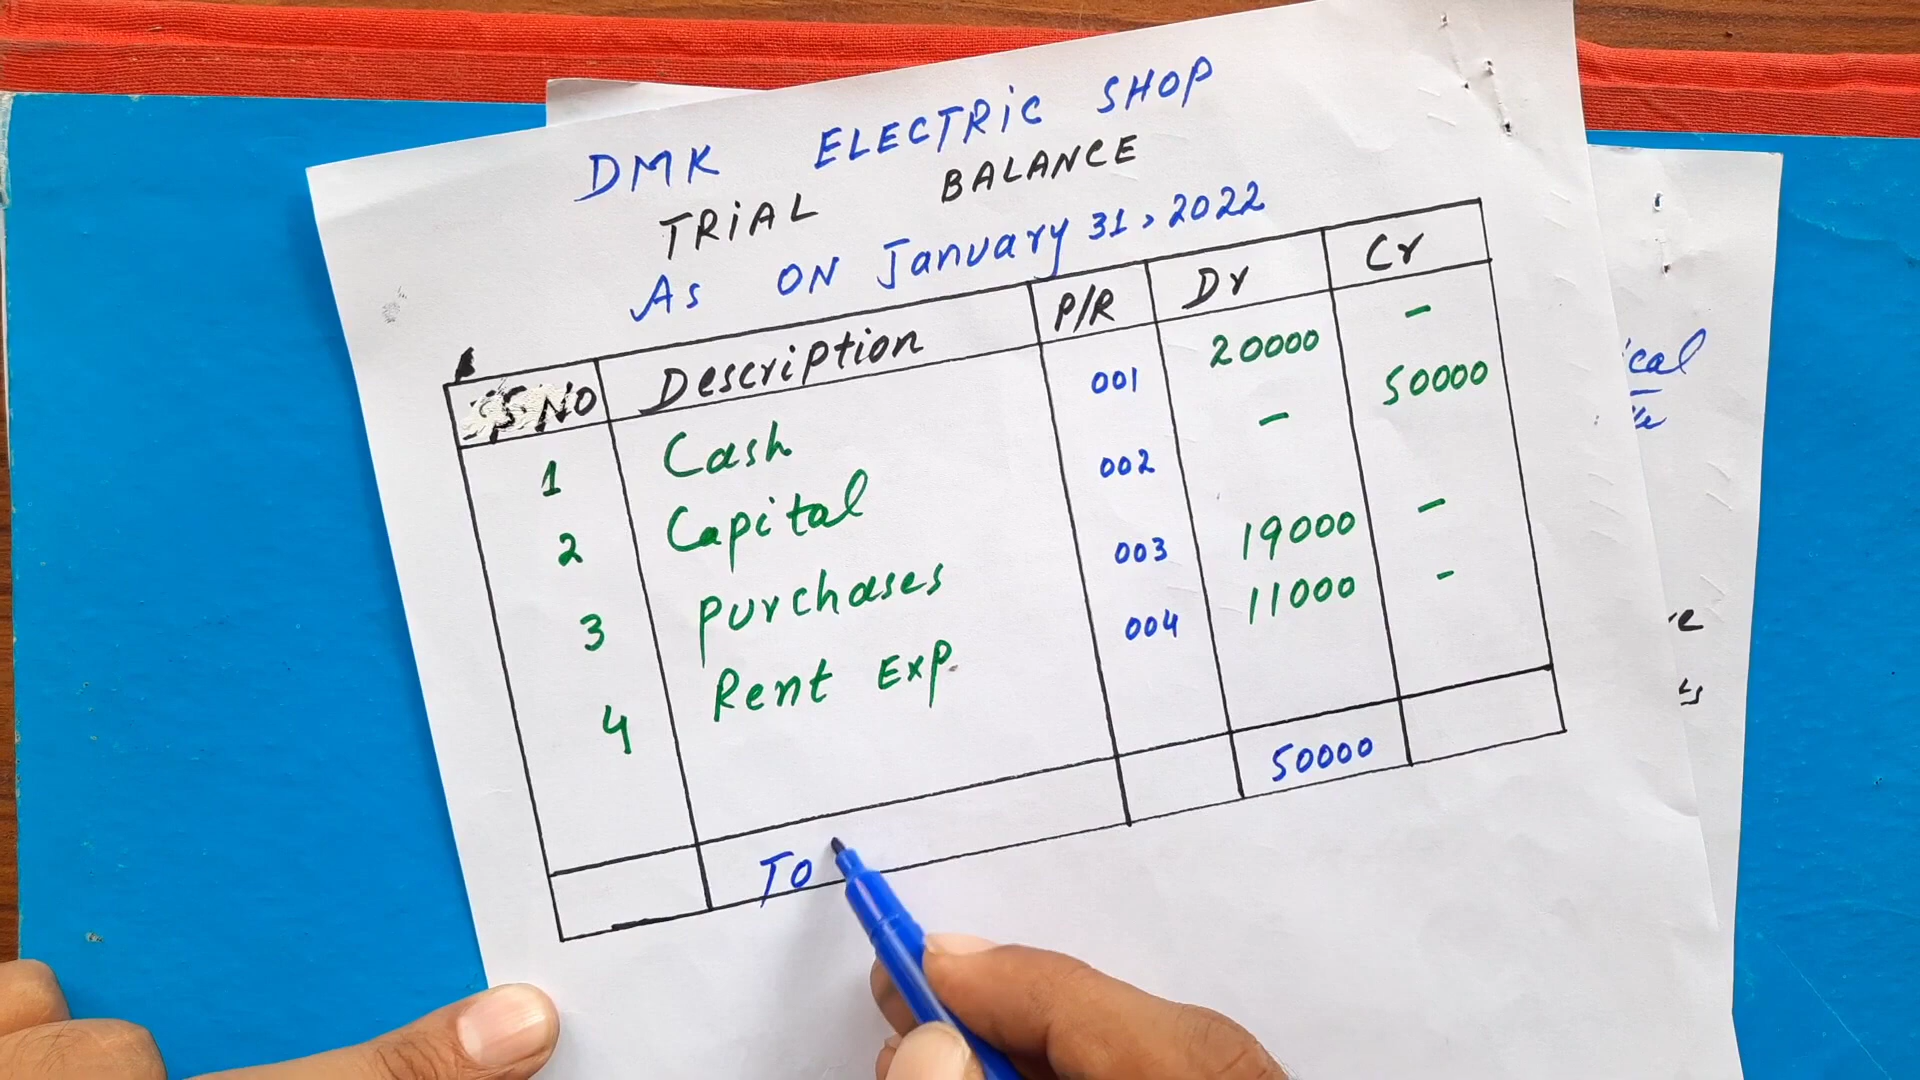 DMK ELECTRIC SHOP
TRIAL BALANCE
As ON January 31, 2022
S.NO Description P/R Dr Cr
1 Cash 001 20000 -
2 Capital 002 - 50000
3 purchases 003 19000 -
4 Rent Exp. 004 11000 -
To 50000
cal